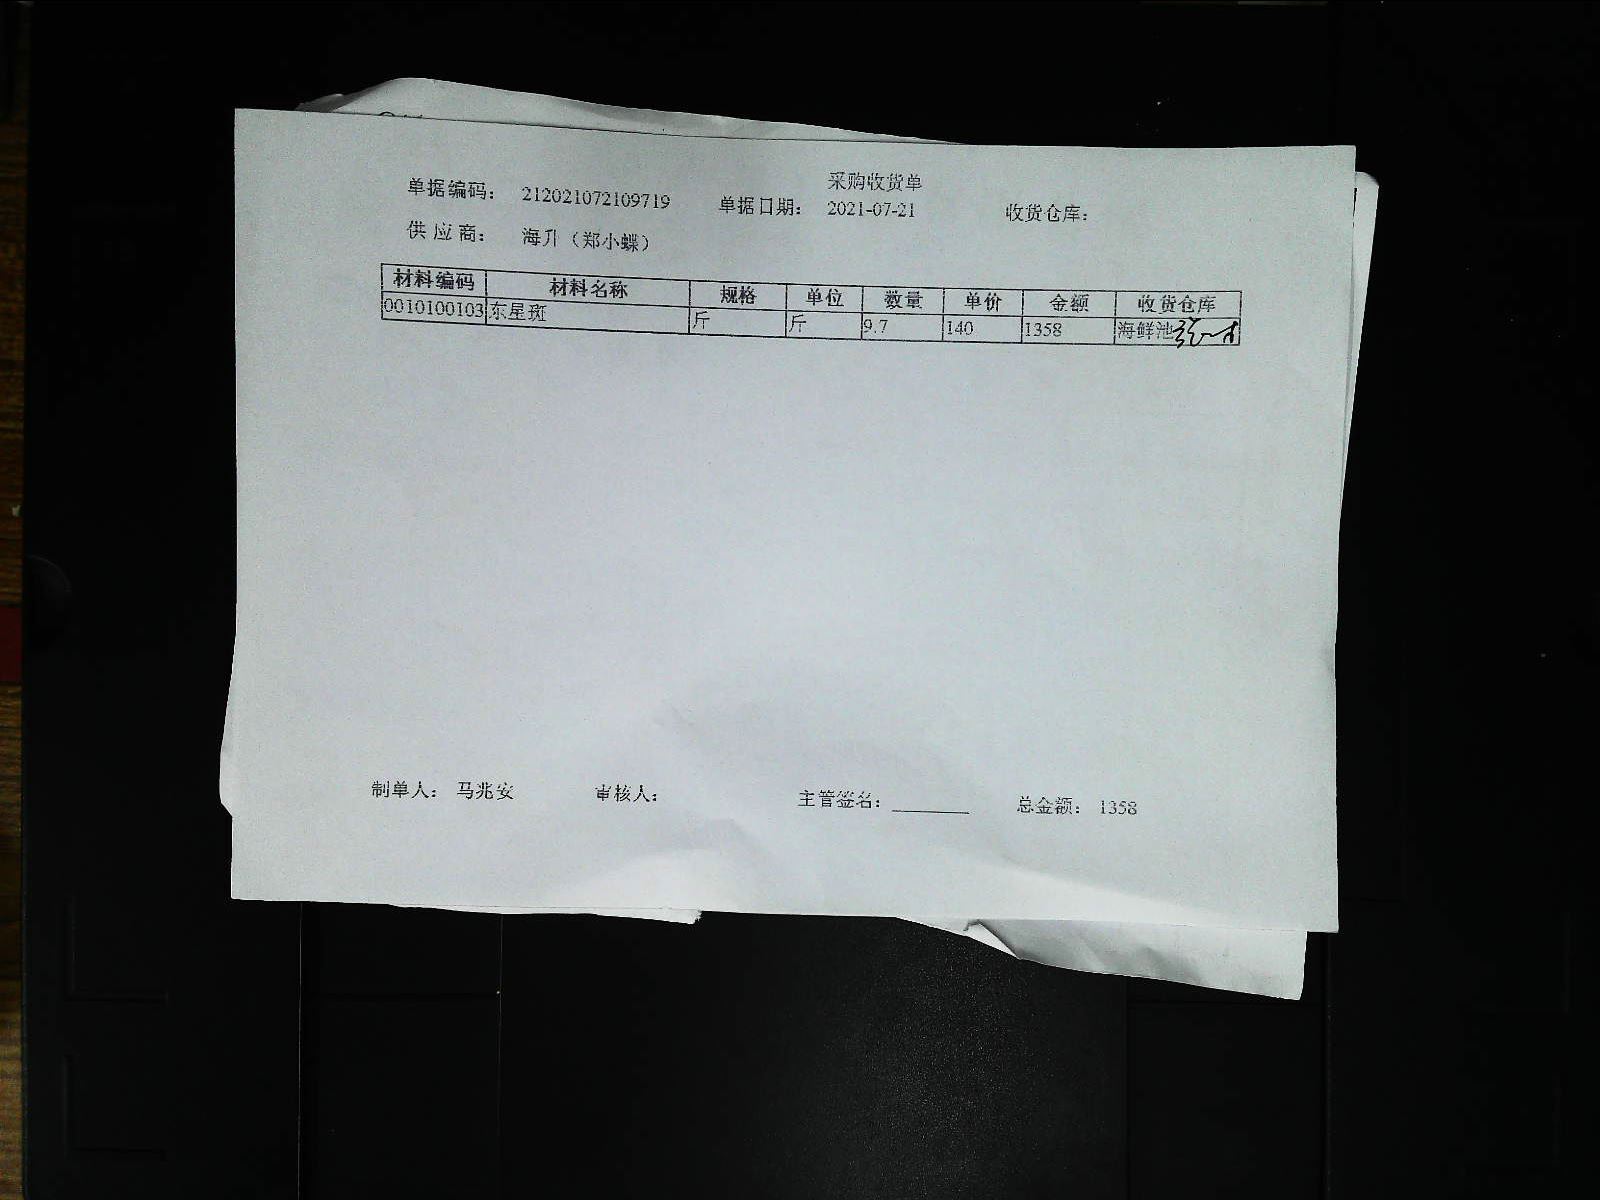 采购收货单
单据编码: 212021072109719 单据日期: 2021-07-21 收货仓库:
供应商: 海升（郑小蝶）
材料编码 材料名称 规格 单位 数量 单价 金额 收货仓库
0010100103 东星斑 斤 斤 9.7 140 1358 海鲜池
制单人: 马兆安 审核人: 主管签名: 总金额: 1358